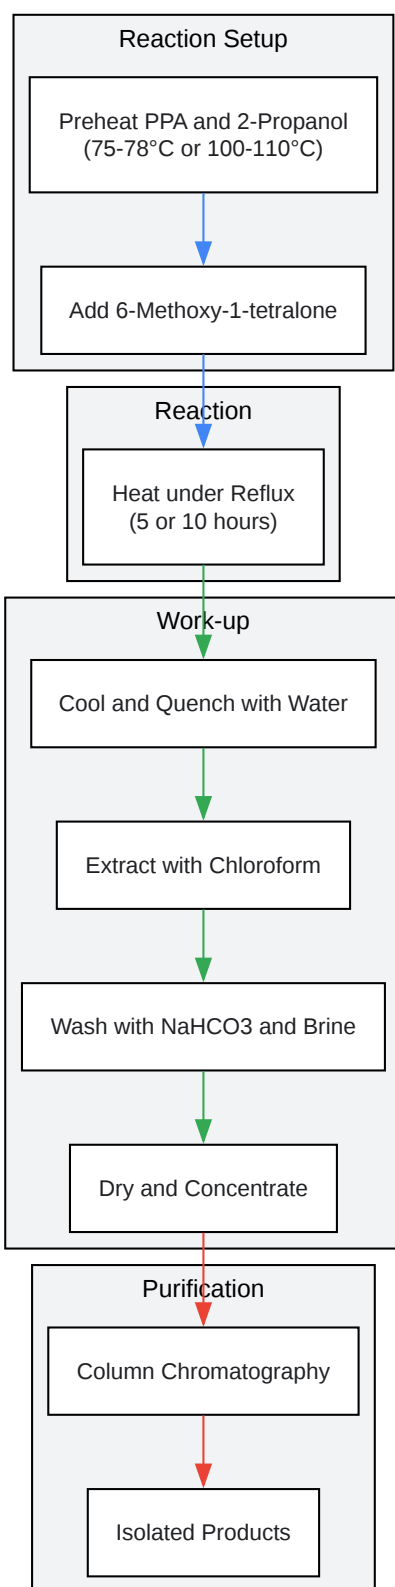 Reaction Setup
Preheat PPA and 2-Propanol
(75-78°C or 100-110°C)
Add 6-Methoxy-1-tetralone
Reaction
Heat under Reflux
(5 or 10 hours)
Work-up
Cool and Quench with Water
Extract with Chloroform
Wash with NaHCO3 and Brine
Dry and Concentrate
Purification
Column Chromatography
Isolated Products